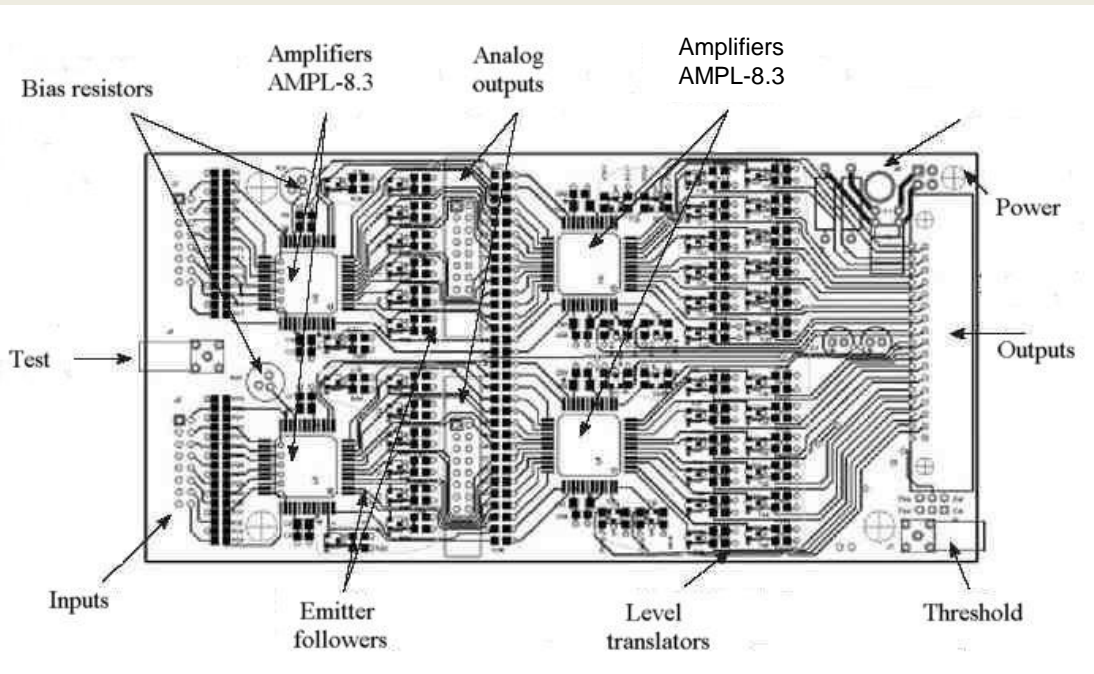 Amplifiers
AMPL-8.3
Analog
outputs
Amplifiers
AMPL-8.3
Bias resistors
Power
Test
Outputs
Inputs
Emitter
followers
Level
translators
Threshold